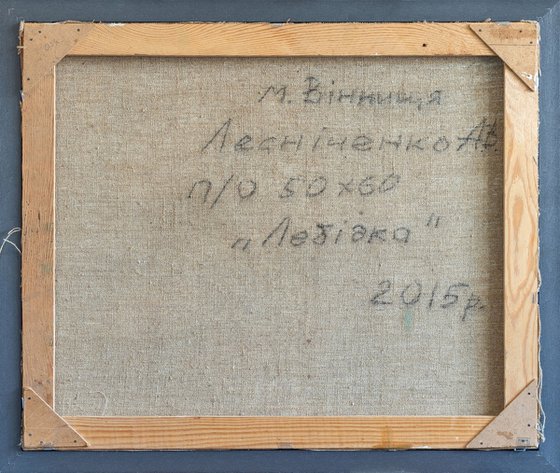 м. Вінниця
Лесніченко А.В.
п/о 50х60
„Лебідка"
2015р.